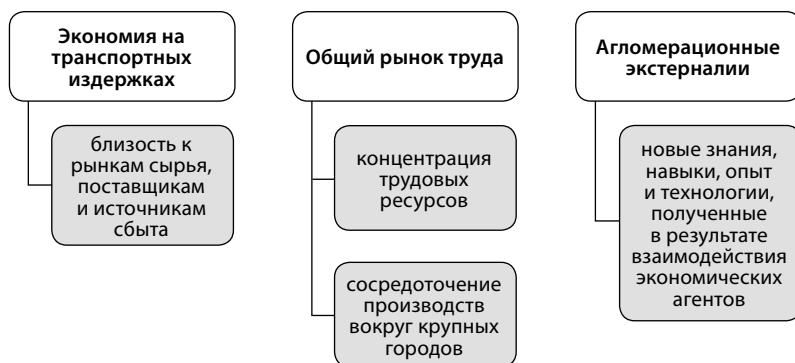 Экономия на
транспортных
издержках
близость к
рынкам сырья,
поставщикам
и источникам
сбыта
Общий рынок труда
концентрация
трудовых
ресурсов
сосредоточение
производств
вокруг крупных
городов
Агломерационные
экстерналии
новые знания,
навыки, опыт
и технологии,
полученные
в результате
взаимодействия
экономических
агентов